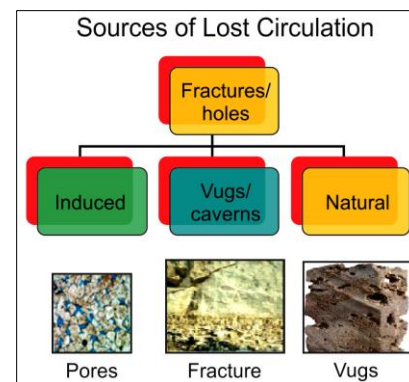 Sources of Lost Circulation
Fractures/
holes
Induced
Vugs/
caverns
Natural
Pores
Fracture
Vugs